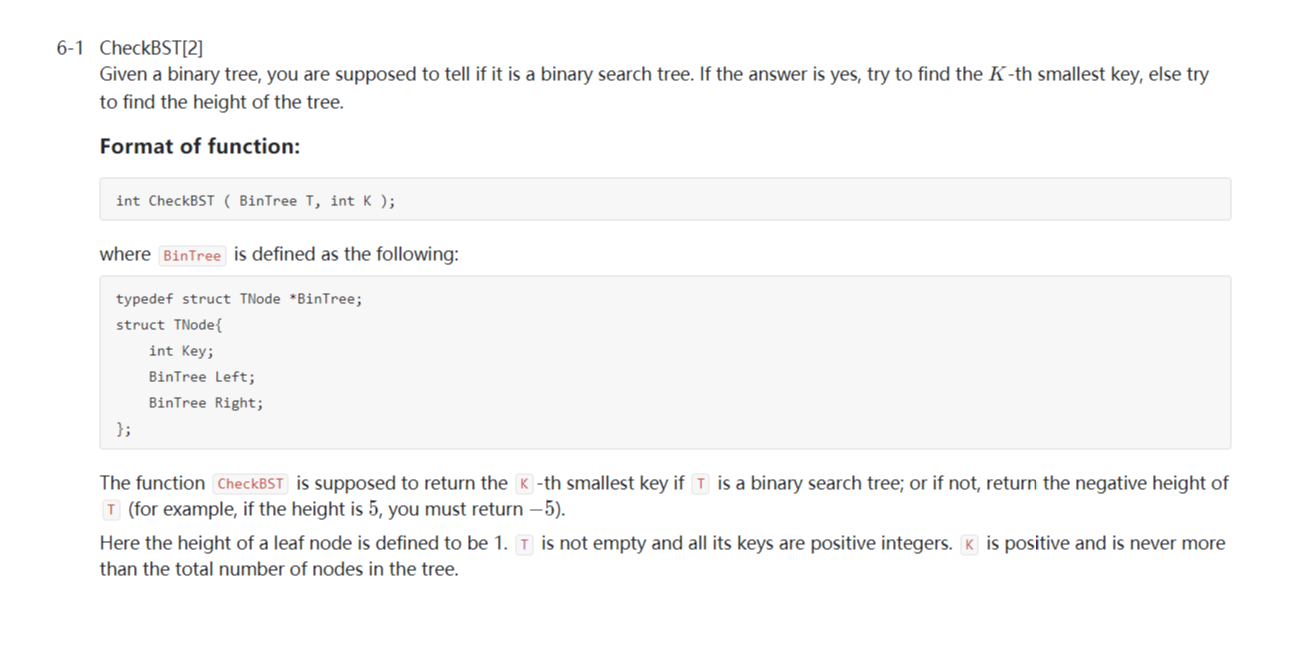 6-1 CheckBST[2]
Given a binary tree, you are supposed to tell if it is a binary search tree. If the answer is yes, try to find the K-th smallest key, else try
to find the height of the tree.
Format of function:
int CheckBST ( BinTree T, int K );
where BinTree is defined as the following:
typedef struct TNode *BinTree;
struct TNode{
    int Key;
    BinTree Left;
    BinTree Right;
};
The function CheckBST is supposed to return the K -th smallest key if T is a binary search tree; or if not, return the negative height of
T (for example, if the height is 5, you must return −5).
Here the height of a leaf node is defined to be 1. T is not empty and all its keys are positive integers. K is positive and is never more
than the total number of nodes in the tree.